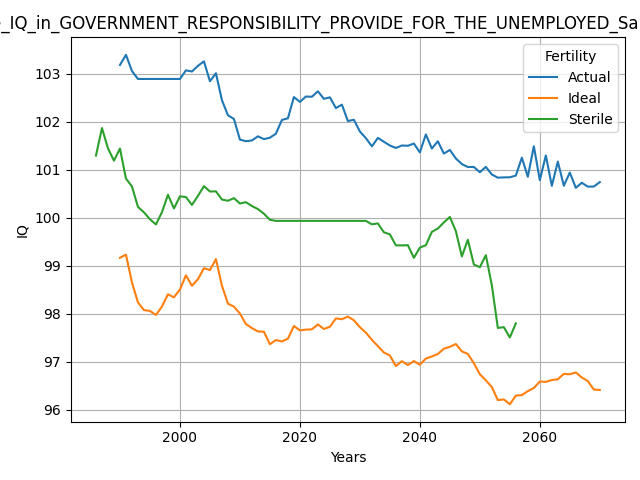 _IQ_in_GOVERNMENT_RESPONSIBILITY_PROVIDE_FOR_THE_UNEMPLOYED_Sa
Fertility
Actual
Ideal
Sterile
103
102
101
100
99
98
97
96
IQ
2000
2020
2040
2060
Years